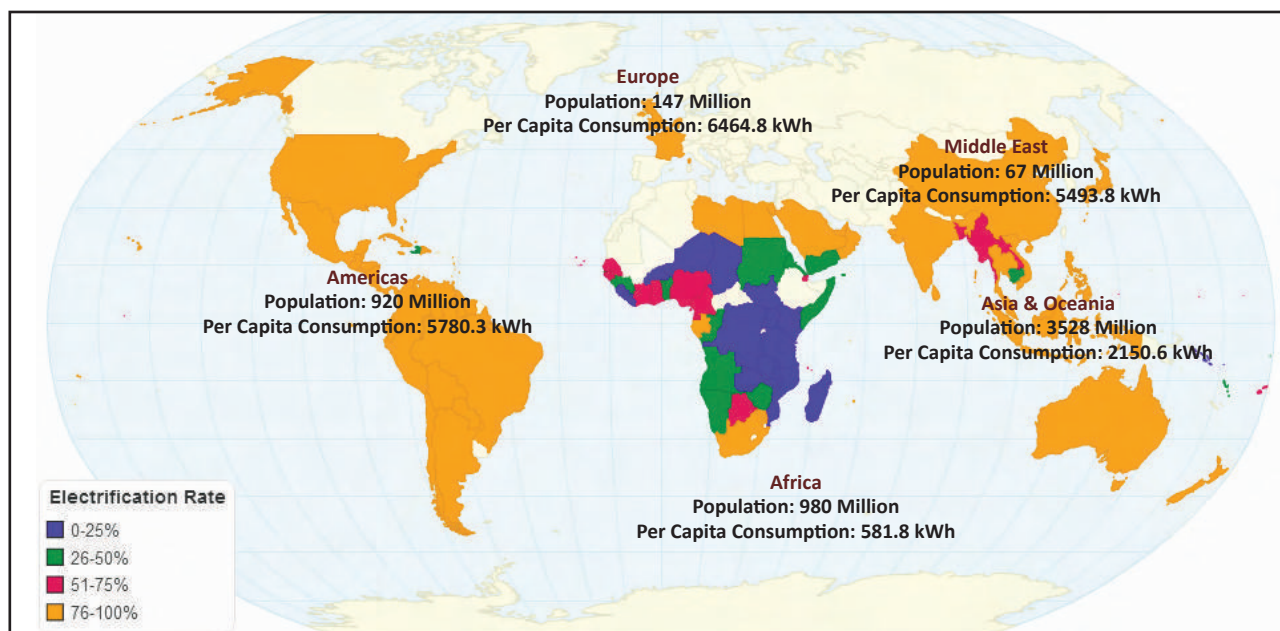 Europe
Population: 147 Million
Per Capita Consumption: 6464.8 kWh
Middle East
Population: 67 Million
Per Capita Consumption: 5493.8 kWh
Americas
Population: 920 Million
Per Capita Consumption: 5780.3 kWh
Asia & Oceania
Population: 3528 Million
Per Capita Consumption: 2150.6 kWh
Africa
Population: 980 Million
Per Capita Consumption: 581.8 kWh
Electrification Rate
0-25%
26-50%
51-75%
76-100%